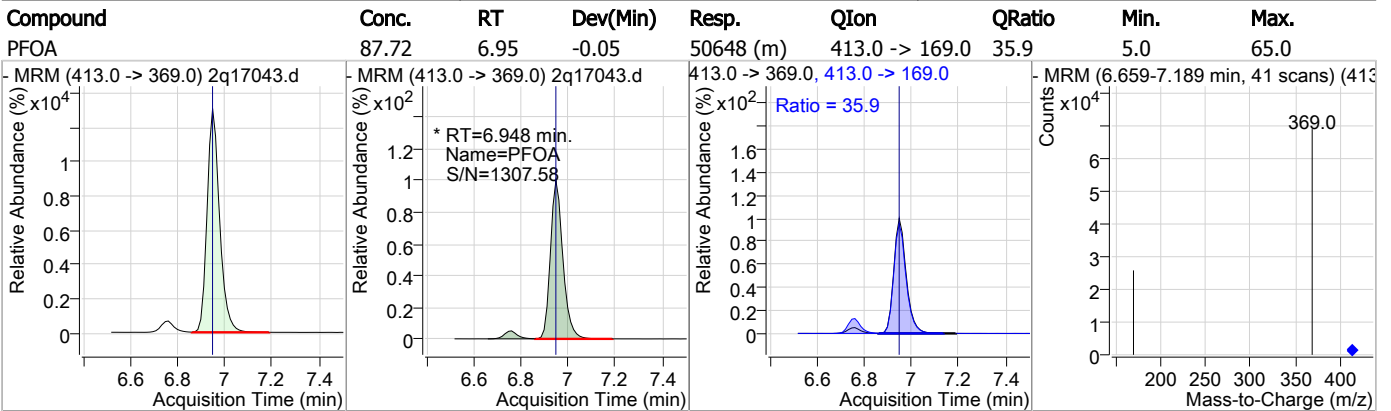 Compound Conc. RT Dev(Min) Resp. QIon QRatio Min. Max.
PFOA 87.72 6.95 -0.05 50648 (m) 413.0 -> 169.0 35.9 5.0 65.0
- MRM (413.0 -> 369.0) 2q17043.d
Relative Abundance (%)
x10⁴
1
0.8
0.6
0.4
0.2
0
6.6 6.8 7 7.2 7.4
Acquisition Time (min)
- MRM (413.0 -> 369.0) 2q17043.d
Relative Abundance (%)
x10²
* RT=6.948 min.
Name=PFOA
S/N=1307.58
1.2
1
0.8
0.6
0.4
0.2
0
6.6 6.8 7 7.2 7.4
Acquisition Time (min)
413.0 -> 369.0, 413.0 -> 169.0
Relative Abundance (%)
x10²
Ratio = 35.9
1.6
1.4
1.2
1
0.8
0.6
0.4
0.2
0
6.6 6.8 7 7.2 7.4
Acquisition Time (min)
- MRM (6.659-7.189 min, 41 scans) (413
Counts
x10⁴
369.0
6
5
4
3
2
1
0
200 250 300 350 400
Mass-to-Charge (m/z)